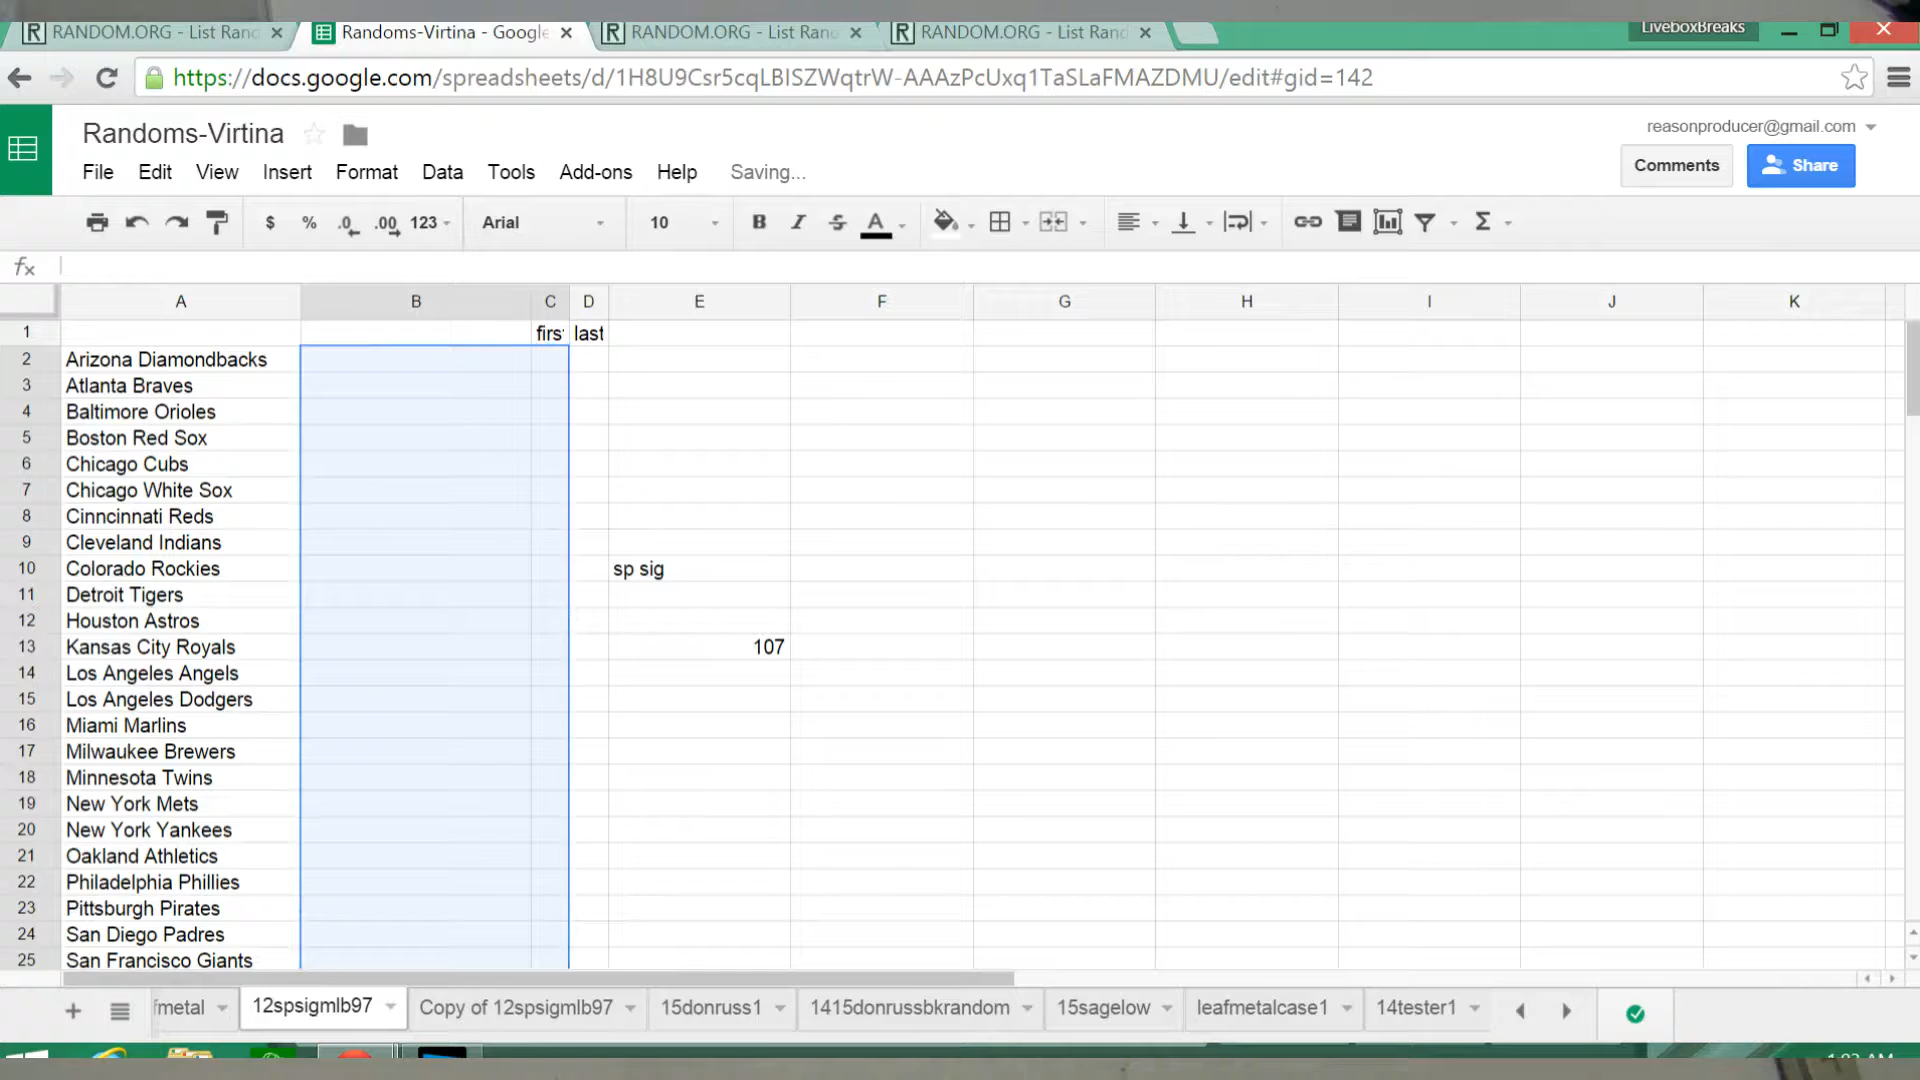 RANDOM.ORG - List Rand
Randoms-Virtina - Google
RANDOM.ORG - List Rand
RANDOM.ORG - List Rand
LiveboxBreaks
https://docs.google.com/spreadsheets/d/1H8U9Csr5cqLBISZWqtrW-AAAzPcUxq1TaSLaFMAZDMU/edit#gid=142
Randoms-Virtina
reasonproducer@gmail.com
File Edit View Insert Format Data Tools Add-ons Help Saving...
Comments
Share
$ % .0 .00 123 Arial 10 B I S A Σ
fx
A B C D E F G H I J K
1 firs last
2 Arizona Diamondbacks
3 Atlanta Braves
4 Baltimore Orioles
5 Boston Red Sox
6 Chicago Cubs
7 Chicago White Sox
8 Cinncinnati Reds
9 Cleveland Indians
10 Colorado Rockies sp sig
11 Detroit Tigers
12 Houston Astros
13 Kansas City Royals 107
14 Los Angeles Angels
15 Los Angeles Dodgers
16 Miami Marlins
17 Milwaukee Brewers
18 Minnesota Twins
19 New York Mets
20 New York Yankees
21 Oakland Athletics
22 Philadelphia Phillies
23 Pittsburgh Pirates
24 San Diego Padres
25 San Francisco Giants
fmetal 12spsigmlb97 Copy of 12spsigmlb97 15donruss1 1415donrussbkrandom 15sagelow leafmetalcase1 14tester1